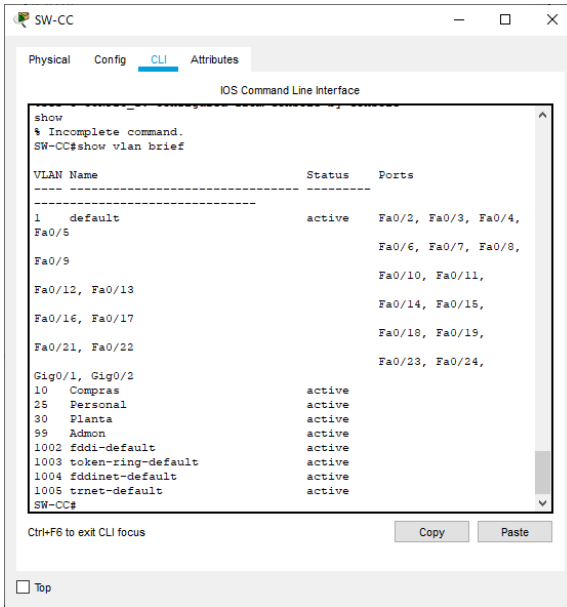 SW-CC
Physical Config CLI Attributes
IOS Command Line Interface
show
% Incomplete command.
SW-CC#show vlan brief
VLAN Name Status Ports
---- -------------------------------- ---------
-------------------------------
1 default active Fa0/2, Fa0/3, Fa0/4,
Fa0/5
Fa0/6, Fa0/7, Fa0/8,
Fa0/9
Fa0/10, Fa0/11,
Fa0/12, Fa0/13
Fa0/14, Fa0/15,
Fa0/16, Fa0/17
Fa0/18, Fa0/19,
Fa0/21, Fa0/22
Fa0/23, Fa0/24,
Gig0/1, Gig0/2
10 Compras active
25 Personal active
30 Planta active
99 Admon active
1002 fddi-default active
1003 token-ring-default active
1004 fddinet-default active
1005 trnet-default active
SW-CC#
Ctrl+F6 to exit CLI focus
Copy Paste
Top